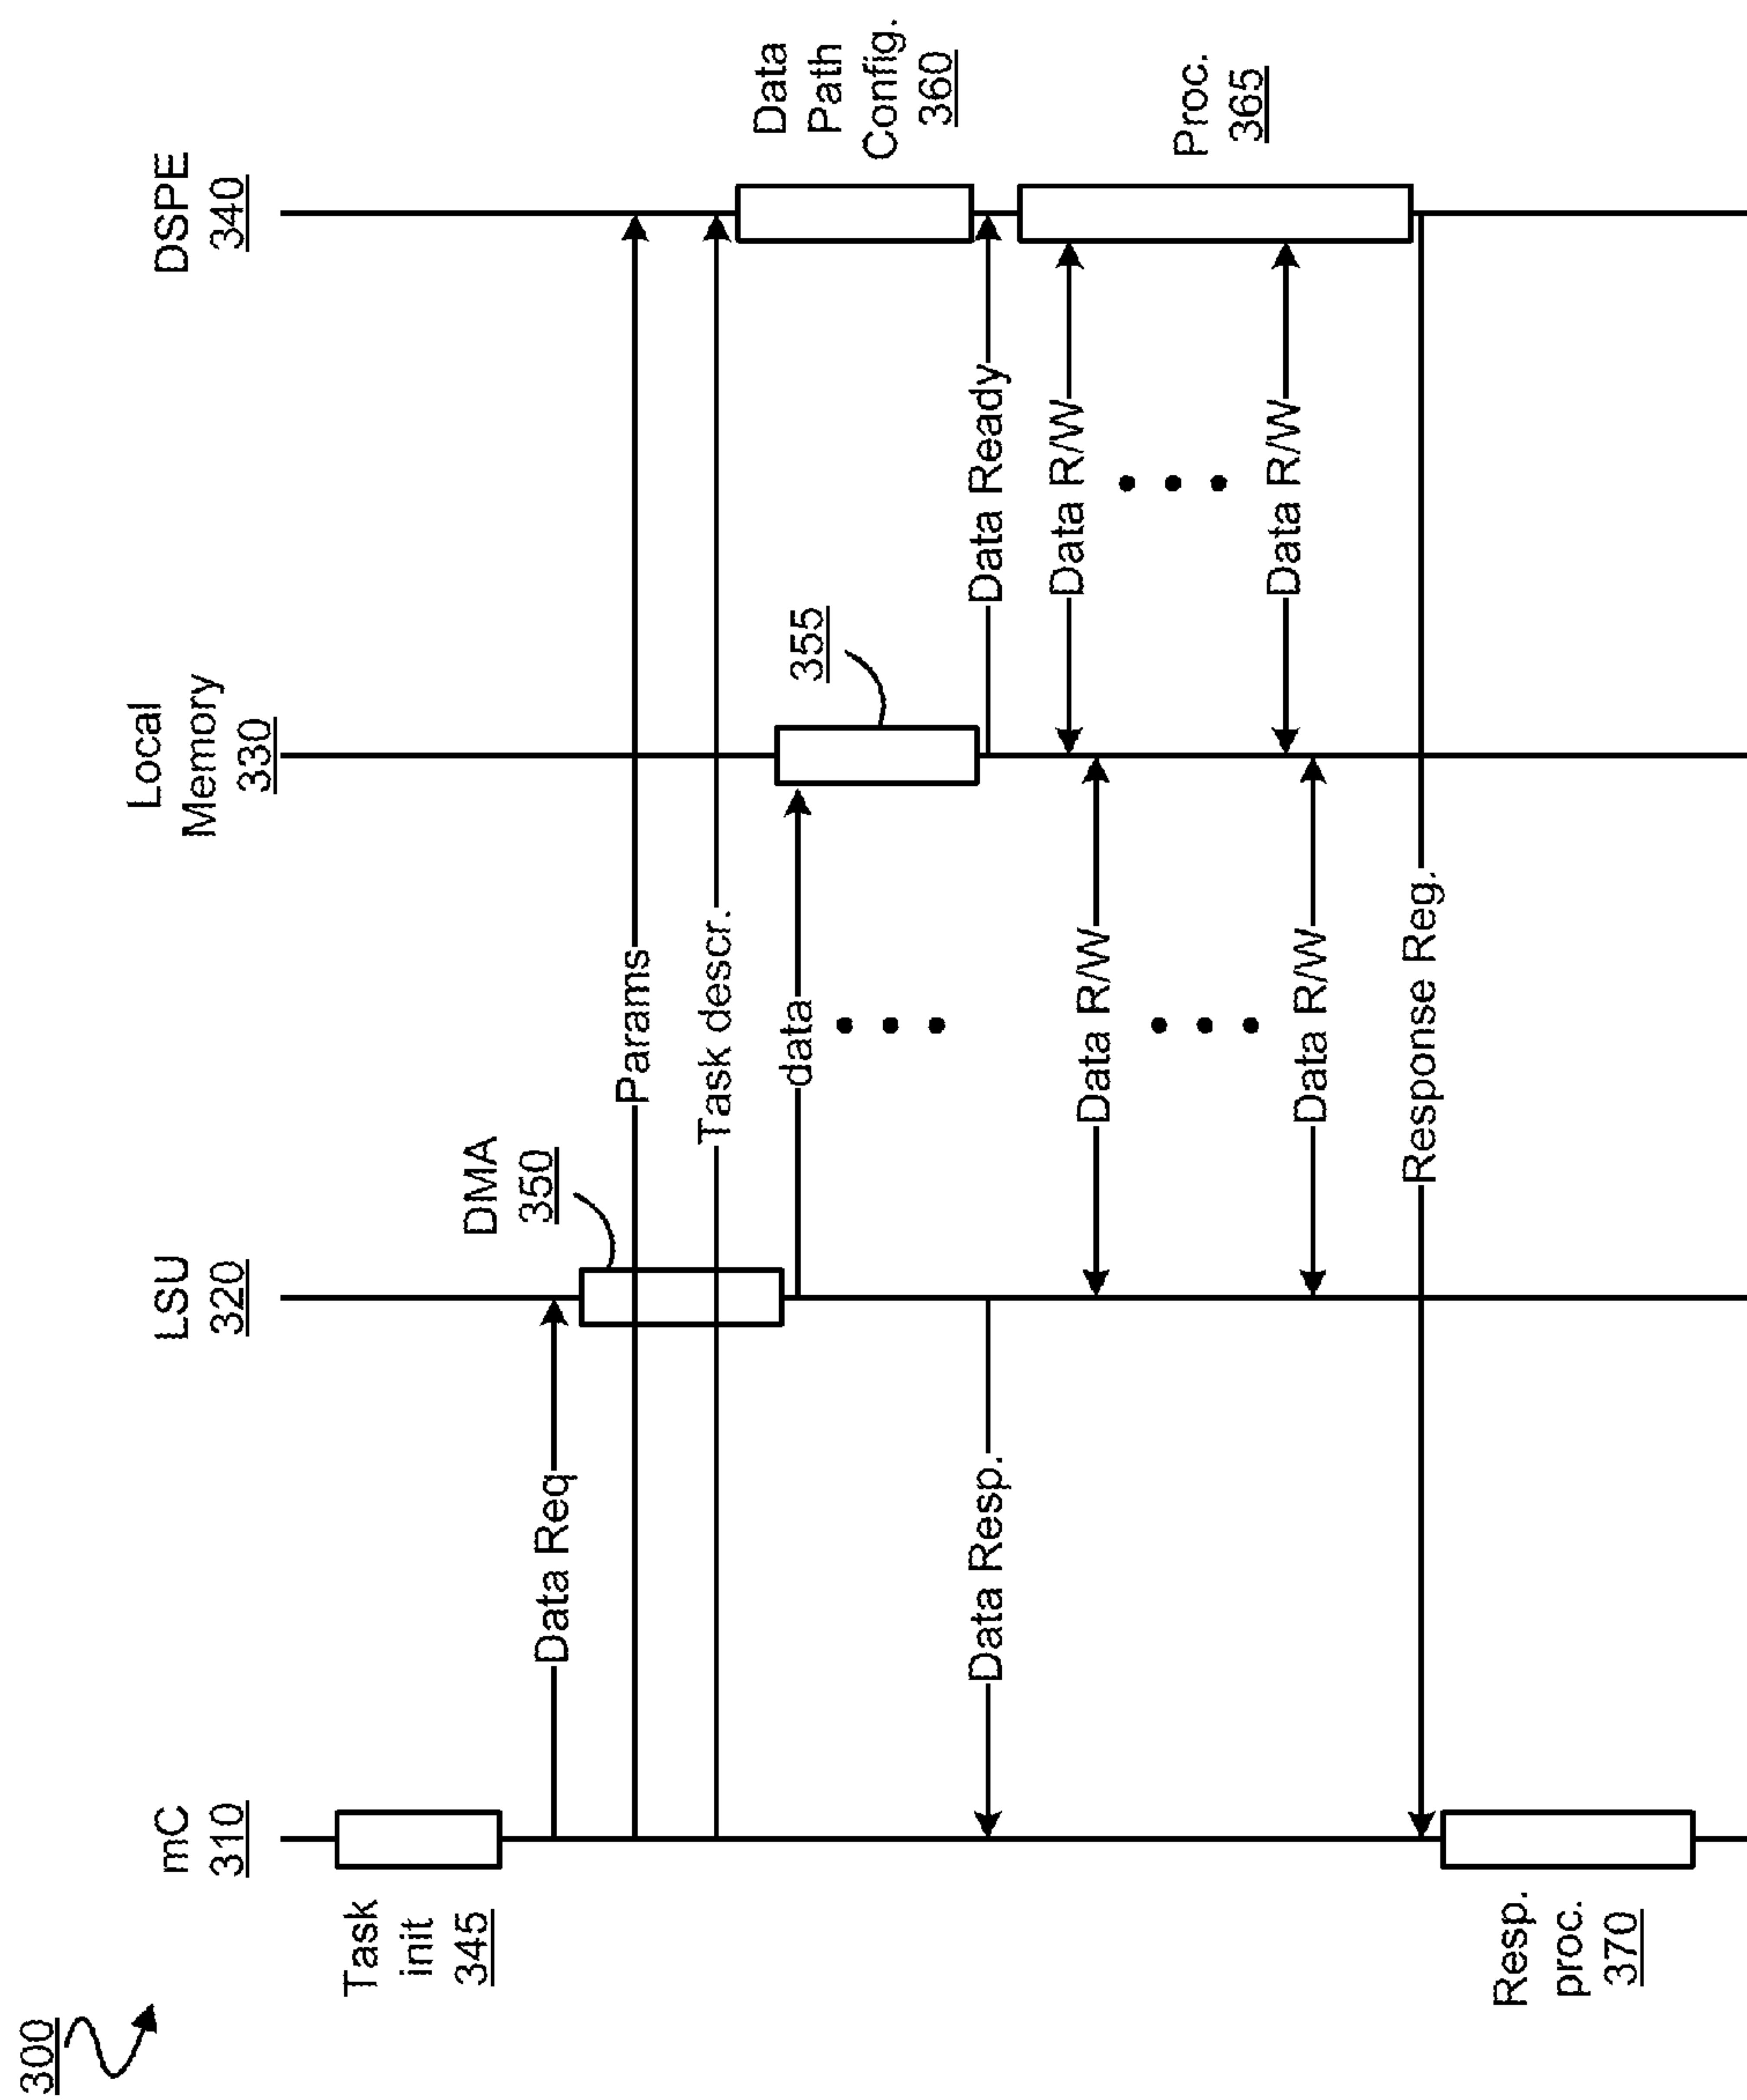 300
mC
310
LSU
320
Local
Memory
330
DSPE
340
Task
init
345
Data Req
DMA
350
Params
Task descr.
data
355
Data
Path
Config.
360
Data Resp.
Data Ready
Data R/W
Data R/W
Proc.
365
Data R/W
Data R/W
Response Reg.
Resp.
proc.
370